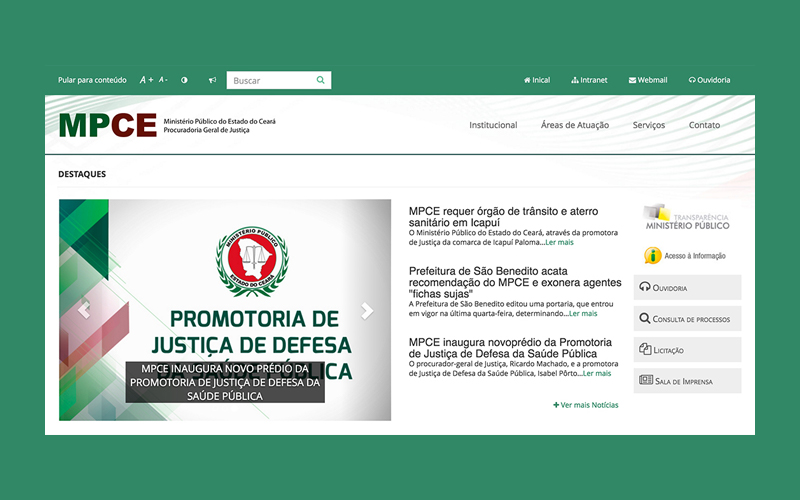 Pular para conteúdo
A +
A -
Buscar
Inical
Intranet
Webmail
Ouvidoria
MPCE
Ministério Público do Estado do Ceará
Procuradoria Geral de Justiça
Institucional
Áreas de Atuação
Serviços
Contato
DESTAQUES
MINISTÉRIO PÚBLICO
ESTADO DO CEARÁ
PROMOTORIA DE
JUSTIÇA DE DEFESA
DA SAÚDE PÚBLICA
MPCE INAUGURA NOVO PRÉDIO DA
PROMOTORIA DE JUSTIÇA DE DEFESA DA
SAÚDE PÚBLICA
MPCE requer órgão de trânsito e aterro
sanitário em Icapuí
O Ministério Público do Estado do Ceará, através da promotora
de Justiça da comarca de Icapuí Paloma...Ler mais
Prefeitura de São Benedito acata
recomendação do MPCE e exonera agentes
"fichas sujas"
A Prefeitura de São Benedito editou uma portaria, que entrou
em vigor na última quarta-feira, determinando...Ler mais
MPCE inaugura novoprédio da Promotoria
de Justiça de Defesa da Saúde Pública
O procurador-geral de Justiça, Ricardo Machado, e a promotora
de Justiça de Defesa da Saúde Pública, Isabel Pôrto...Ler mais
Ver mais Notícias
TRANSPARÊNCIA
MINISTÉRIO PÚBLICO
Acesso à Informação
Ouvidoria
Consulta de processos
Licitação
Sala de Imprensa